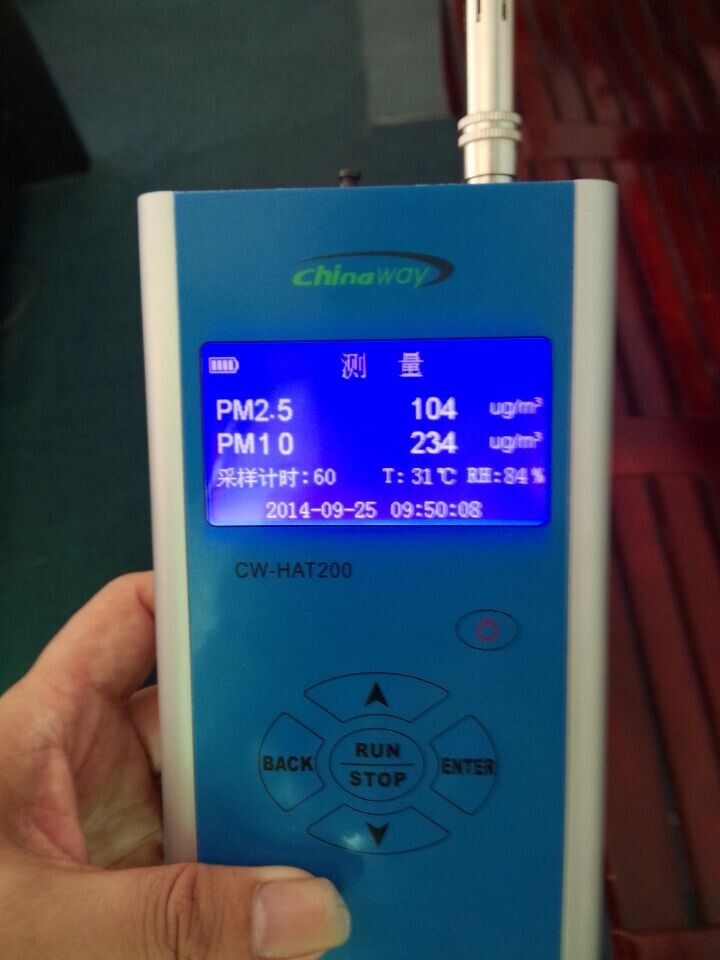 chinaway
测 量
PM2.5 104 ug/m³
PM10 234 ug/m³
采样计时:60 T: 31℃ RH:84%
2014-09-25 09:50:08
CW-HAT200
BACK
RUN
STOP
ENTER